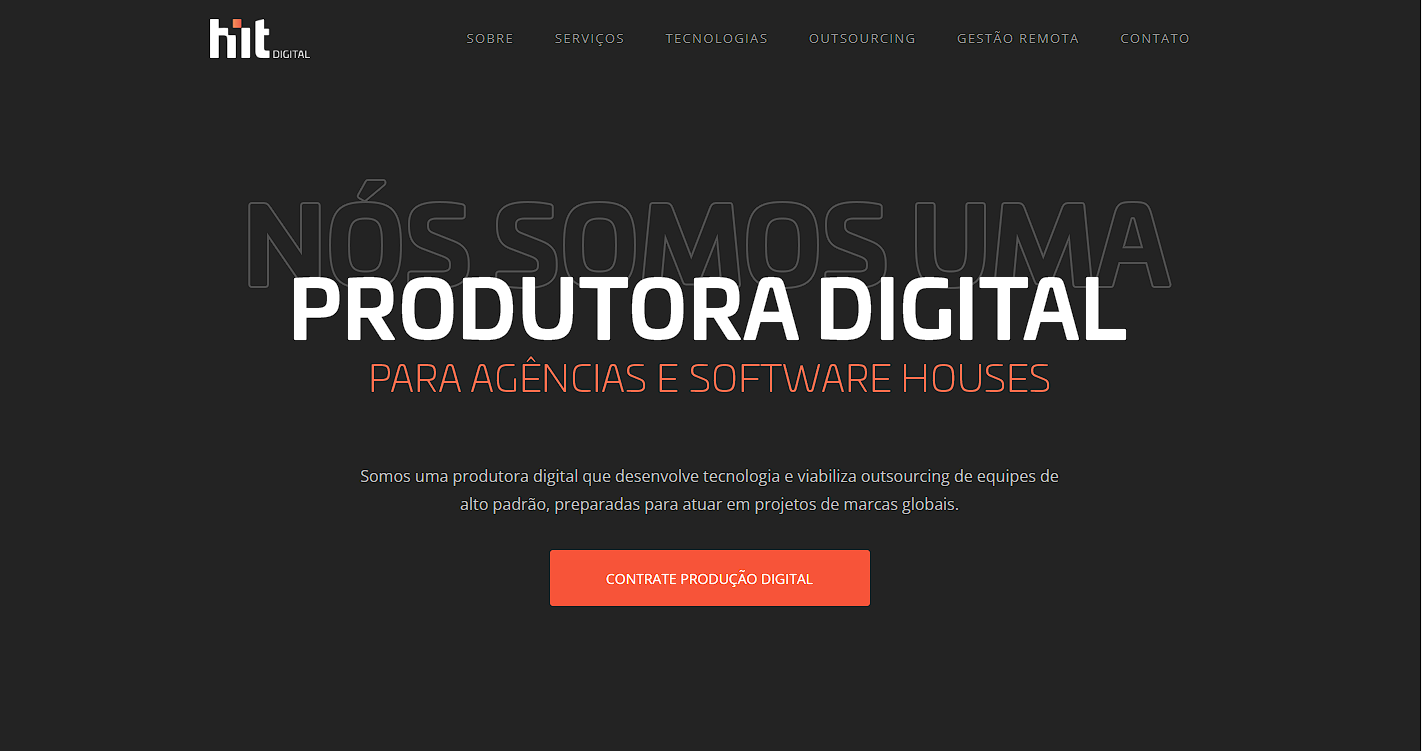 hit DIGITAL
SOBRE SERVIÇOS TECNOLOGIAS OUTSOURCING GESTÃO REMOTA CONTATO
NÓS SOMOS UMA
PRODUTORA DIGITAL
PARA AGÊNCIAS E SOFTWARE HOUSES
Somos uma produtora digital que desenvolve tecnologia e viabiliza outsourcing de equipes de
alto padrão, preparadas para atuar em projetos de marcas globais.
CONTRATE PRODUÇÃO DIGITAL